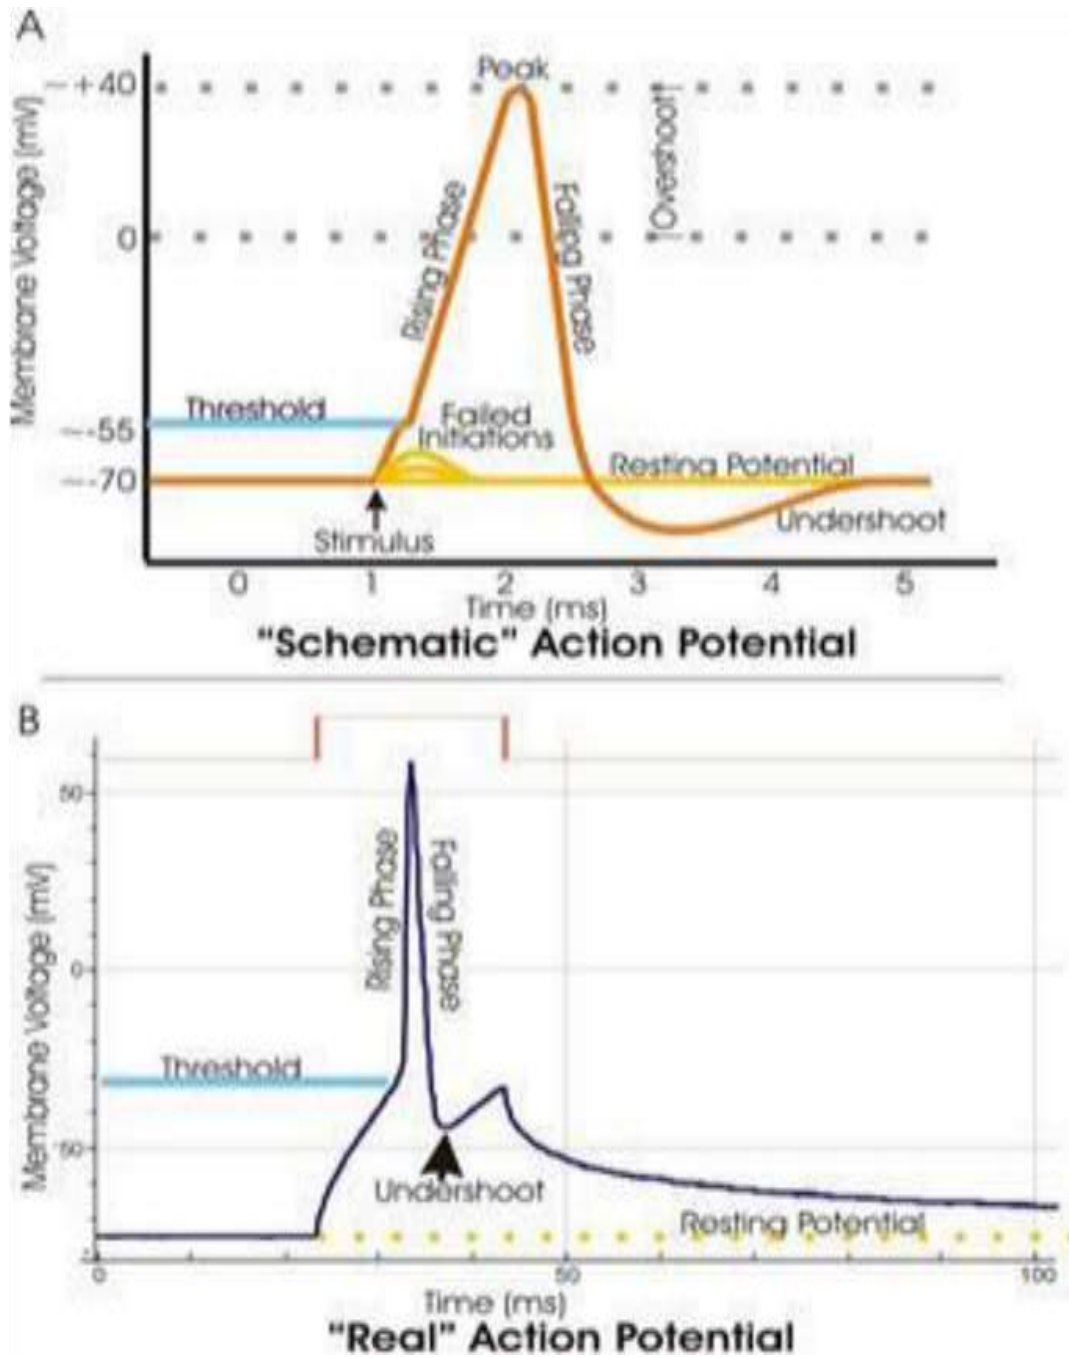 A
Membrane Voltage (mV)
~+40
Peak
[Overshoot]
0
Rising Phase
Falling Phase
Threshold
Failed
Initiations
~-55
Resting Potential
~-70
Undershoot
Stimulus
0 1 2 3 4 5
Time (ms)
"Schematic" Action Potential
B
Membrane Voltage (mV)
50
Rising Phase
Falling Phase
0
Threshold
50
Undershoot
Resting Potential
0 50 100
Time (ms)
"Real" Action Potential